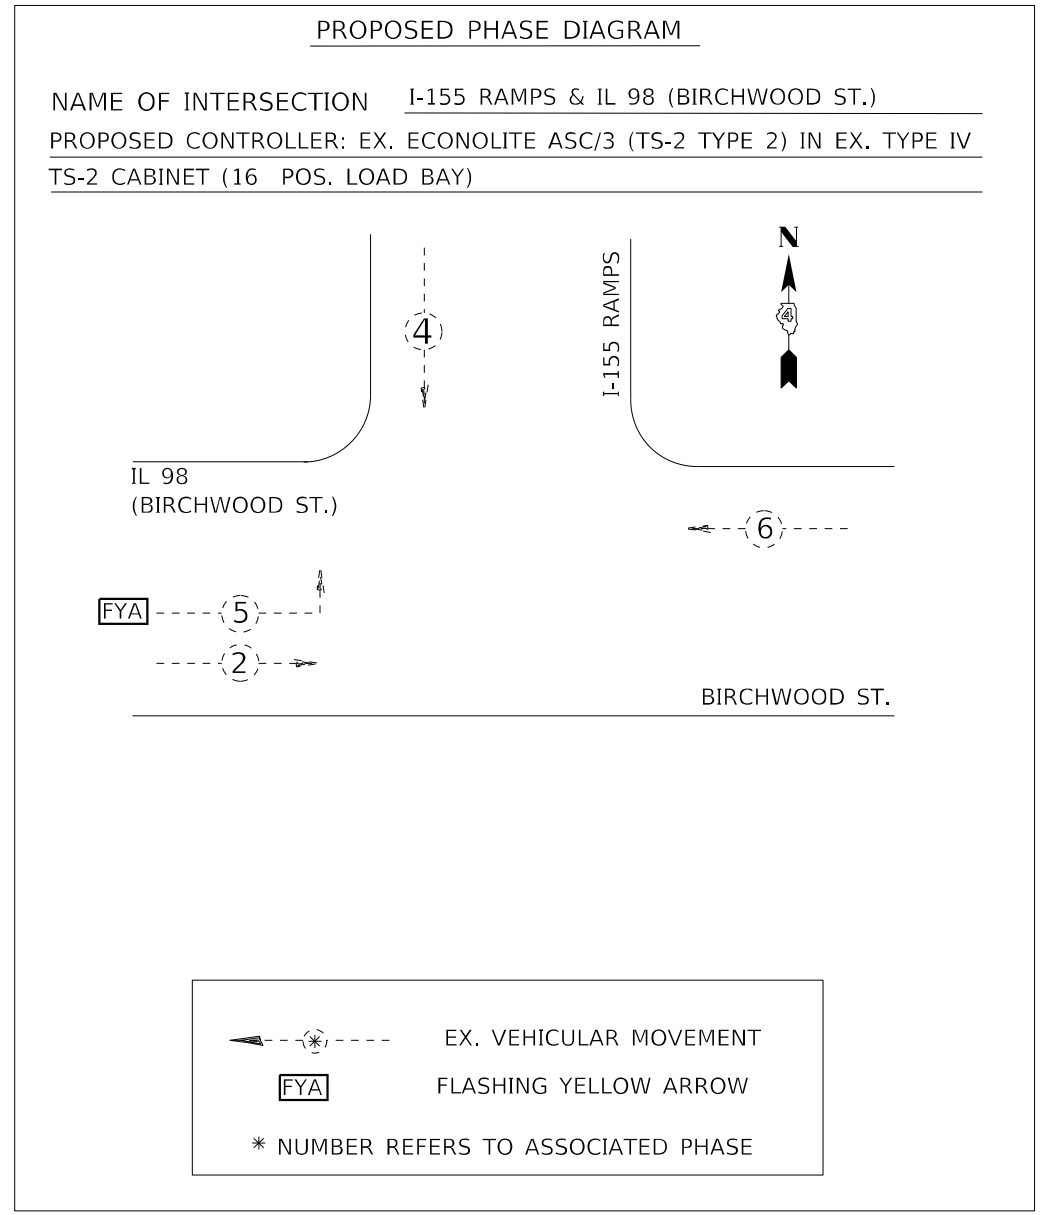 PROPOSED PHASE DIAGRAM
NAME OF INTERSECTION I-155 RAMPS & IL 98 (BIRCHWOOD ST.)
PROPOSED CONTROLLER: EX. ECONOLITE ASC/3 (TS-2 TYPE 2) IN EX. TYPE IV
TS-2 CABINET (16 POS. LOAD BAY)
N
4
4
I-155 RAMPS
IL 98
(BIRCHWOOD ST.)
6
FYA 5
2
BIRCHWOOD ST.
* EX. VEHICULAR MOVEMENT
FYA FLASHING YELLOW ARROW
* NUMBER REFERS TO ASSOCIATED PHASE